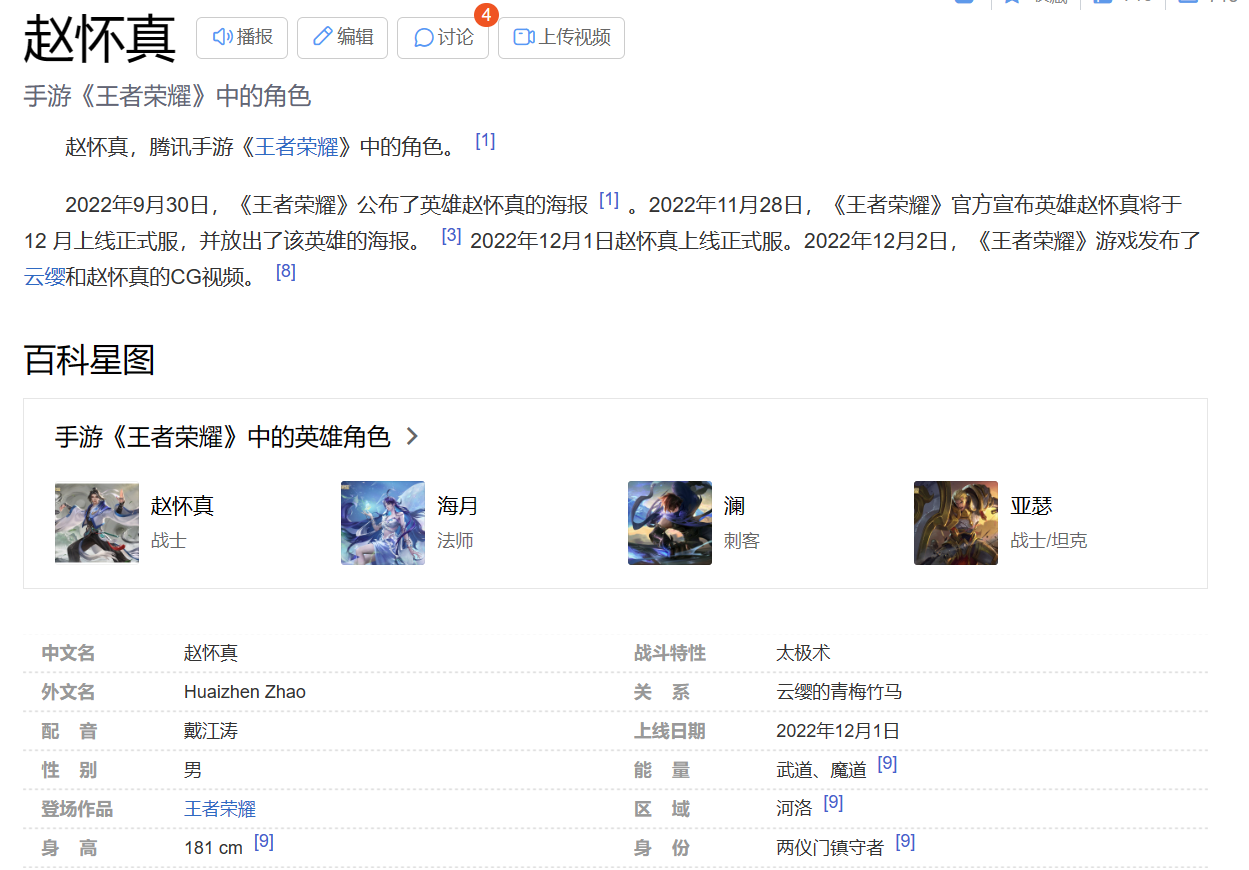 赵怀真 播报 编辑 讨论 4 上传视频
手游《王者荣耀》中的角色
赵怀真，腾讯手游《王者荣耀》中的角色。 [1]
2022年9月30日，《王者荣耀》公布了英雄赵怀真的海报 [1] 。2022年11月28日，《王者荣耀》官方宣布英雄赵怀真将于
12 月上线正式服，并放出了该英雄的海报。 [3] 2022年12月1日赵怀真上线正式服。2022年12月2日，《王者荣耀》游戏发布了
云缨和赵怀真的CG视频。 [8]
百科星图
手游《王者荣耀》中的英雄角色
赵怀真 海月 澜 亚瑟
战士 法师 刺客 战士/坦克
中文名 赵怀真 战斗特性 太极术
外文名 Huaizhen Zhao 关 系 云缨的青梅竹马
配 音 戴江涛 上线日期 2022年12月1日
性 别 男 能 量 武道、魔道 [9]
登场作品 王者荣耀 区 域 河洛 [9]
身 高 181 cm [9] 身 份 两仪门镇守者 [9]